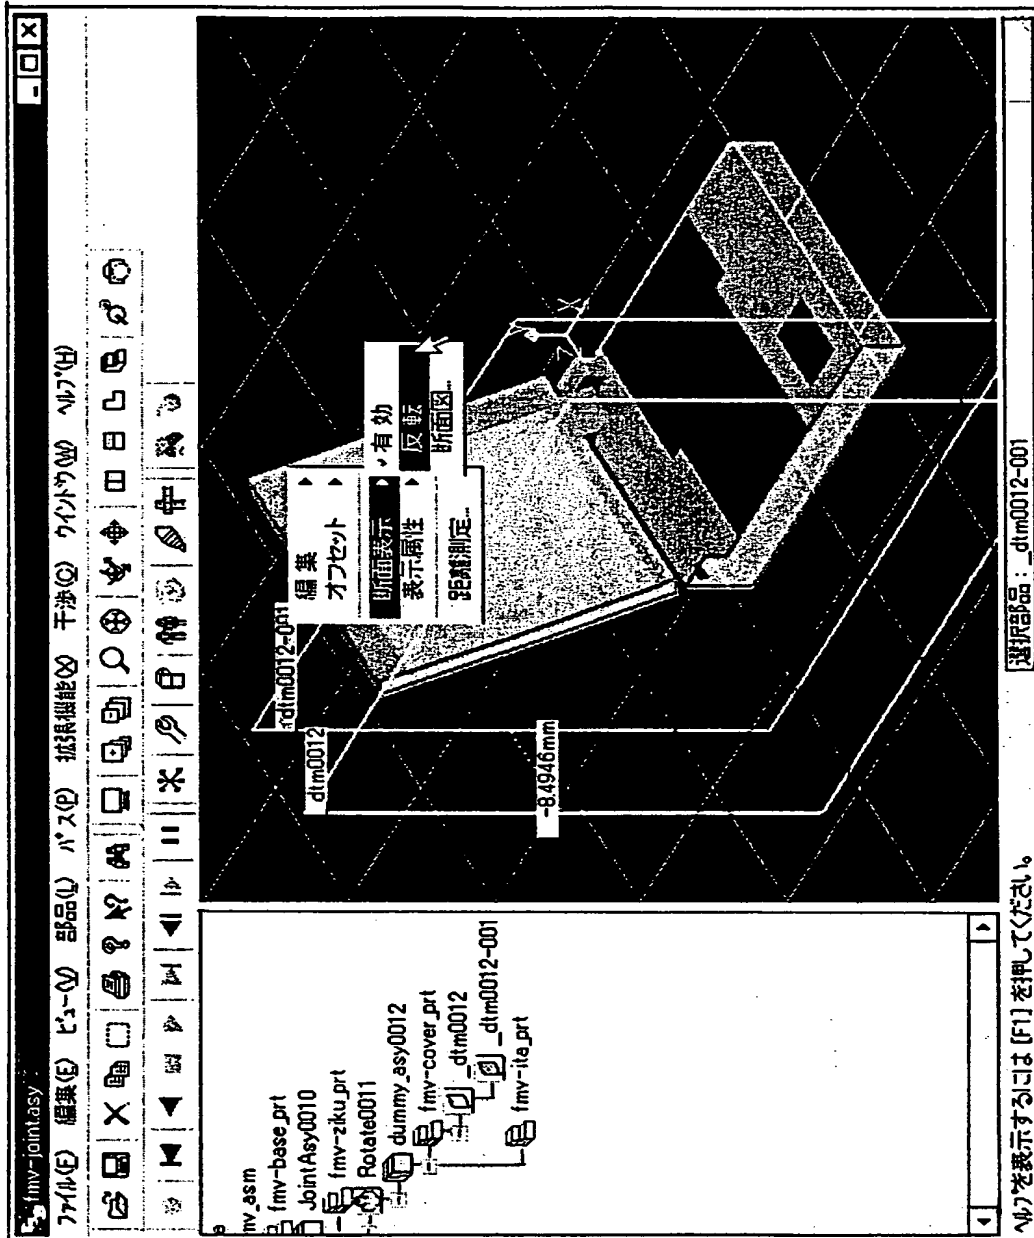 fmv-joint.asy
ファイル(F) 編集(E) ビュー(V) 部品(L) パス(P) 拡張機能(X) 干渉(Q) ウインドウ(W) ヘルプ(H)
mv_asm
fmv-base_prt
JointAsy0010
fmv-ziku_prt
Rotate0011
dummy_asy0012
fmv-cover_prt
_dtm0012
_dtm0012-001
fmv-ita_prt
dtm0012-001
dtm0012
-8.4946mm
編集
オフセット
断面表示
表示属性
距離測定...
✓有効
反転
断面図...
Z
X
ヘルプを表示するには [F1] を押してください。
選択部品: _dtm0012-001